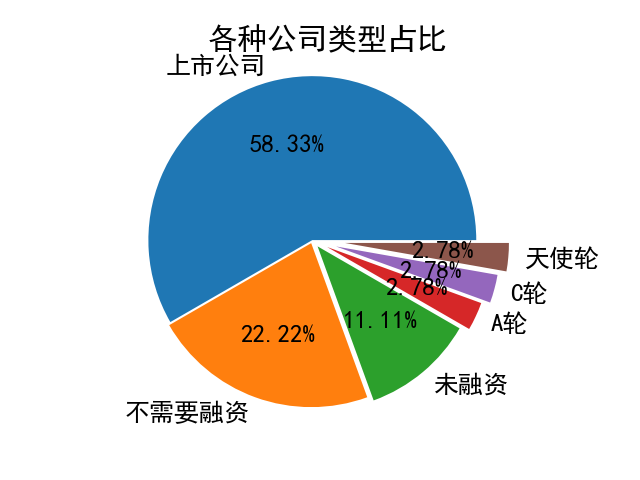 各种公司类型占比
上市公司
58.33%
2.78%
天使轮
2.78%
C轮
2.78%
A轮
11.11%
22.22%
未融资
不需要融资